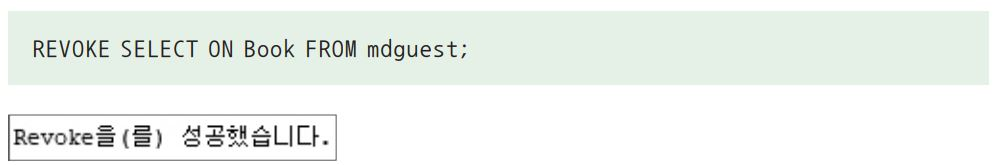 REVOKE SELECT ON Book FROM mdguest;
Revoke을(를) 성공했습니다.